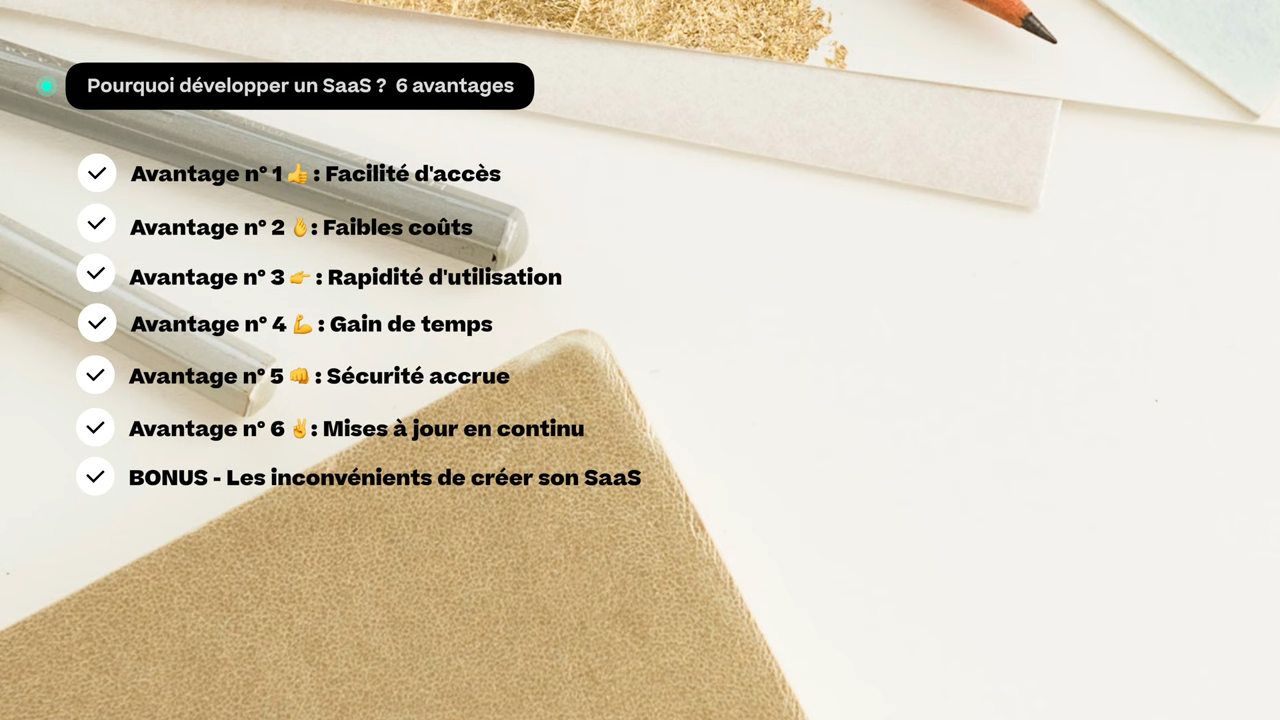 Pourquoi développer un SaaS ? 6 avantages
Avantage n° 1 👍 : Facilité d'accès
Avantage n° 2 🫰 : Faibles coûts
Avantage n° 3 👉 : Rapidité d'utilisation
Avantage n° 4 💪 : Gain de temps
Avantage n° 5 👊 : Sécurité accrue
Avantage n° 6 ✌️ : Mises à jour en continu
BONUS - Les inconvénients de créer son SaaS